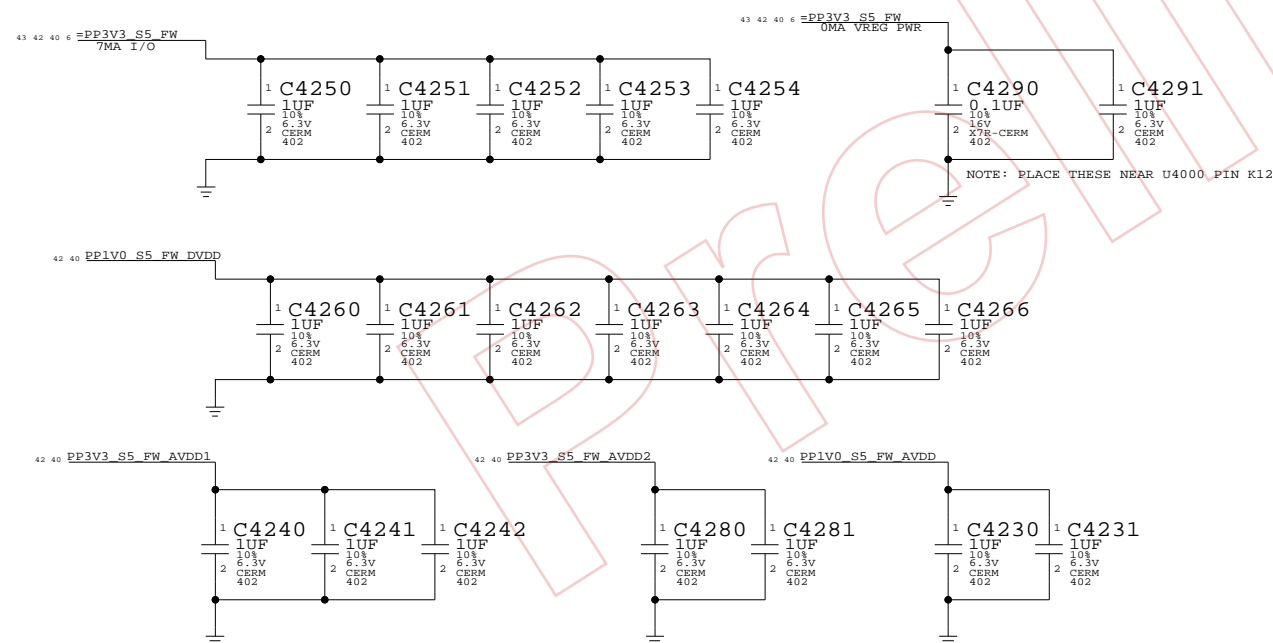 43 42 40 6 =PP3V3_S5_FW
7MA I/O
1 C4250
1UF
10%
6.3V
2 CERM
402
1 C4251
1UF
10%
6.3V
2 CERM
402
1 C4252
1UF
10%
6.3V
2 CERM
402
1 C4253
1UF
10%
6.3V
2 CERM
402
1 C4254
1UF
10%
6.3V
2 CERM
402
43 42 40 6 =PP3V3_S5_FW
0MA VREG PWR
1 C4290
0.1UF
10%
16V
2 X7R-CERM
402
1 C4291
1UF
10%
6.3V
2 CERM
402
NOTE: PLACE THESE NEAR U4000 PIN K12
42 40 PP1V0_S5_FW_DVDD
1 C4260
1UF
10%
6.3V
2 CERM
402
1 C4261
1UF
10%
6.3V
2 CERM
402
1 C4262
1UF
10%
6.3V
2 CERM
402
1 C4263
1UF
10%
6.3V
2 CERM
402
1 C4264
1UF
10%
6.3V
2 CERM
402
1 C4265
1UF
10%
6.3V
2 CERM
402
1 C4266
1UF
10%
6.3V
2 CERM
402
42 40 PP3V3_S5_FW_AVDD1
1 C4240
1UF
10%
6.3V
2 CERM
402
1 C4241
1UF
10%
6.3V
2 CERM
402
1 C4242
1UF
10%
6.3V
2 CERM
402
42 40 PP3V3_S5_FW_AVDD2
1 C4280
1UF
10%
6.3V
2 CERM
402
1 C4281
1UF
10%
6.3V
2 CERM
402
42 40 PP1V0_S5_FW_AVDD
1 C4230
1UF
10%
6.3V
2 CERM
402
1 C4231
1UF
10%
6.3V
2 CERM
402